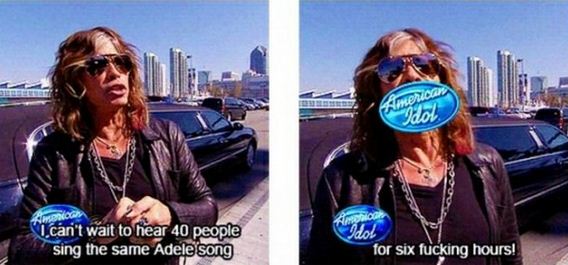 American
Idol
I can't wait to hear 40 people
sing the same Adele song
American
Idol
American
Idol
for six fucking hours!